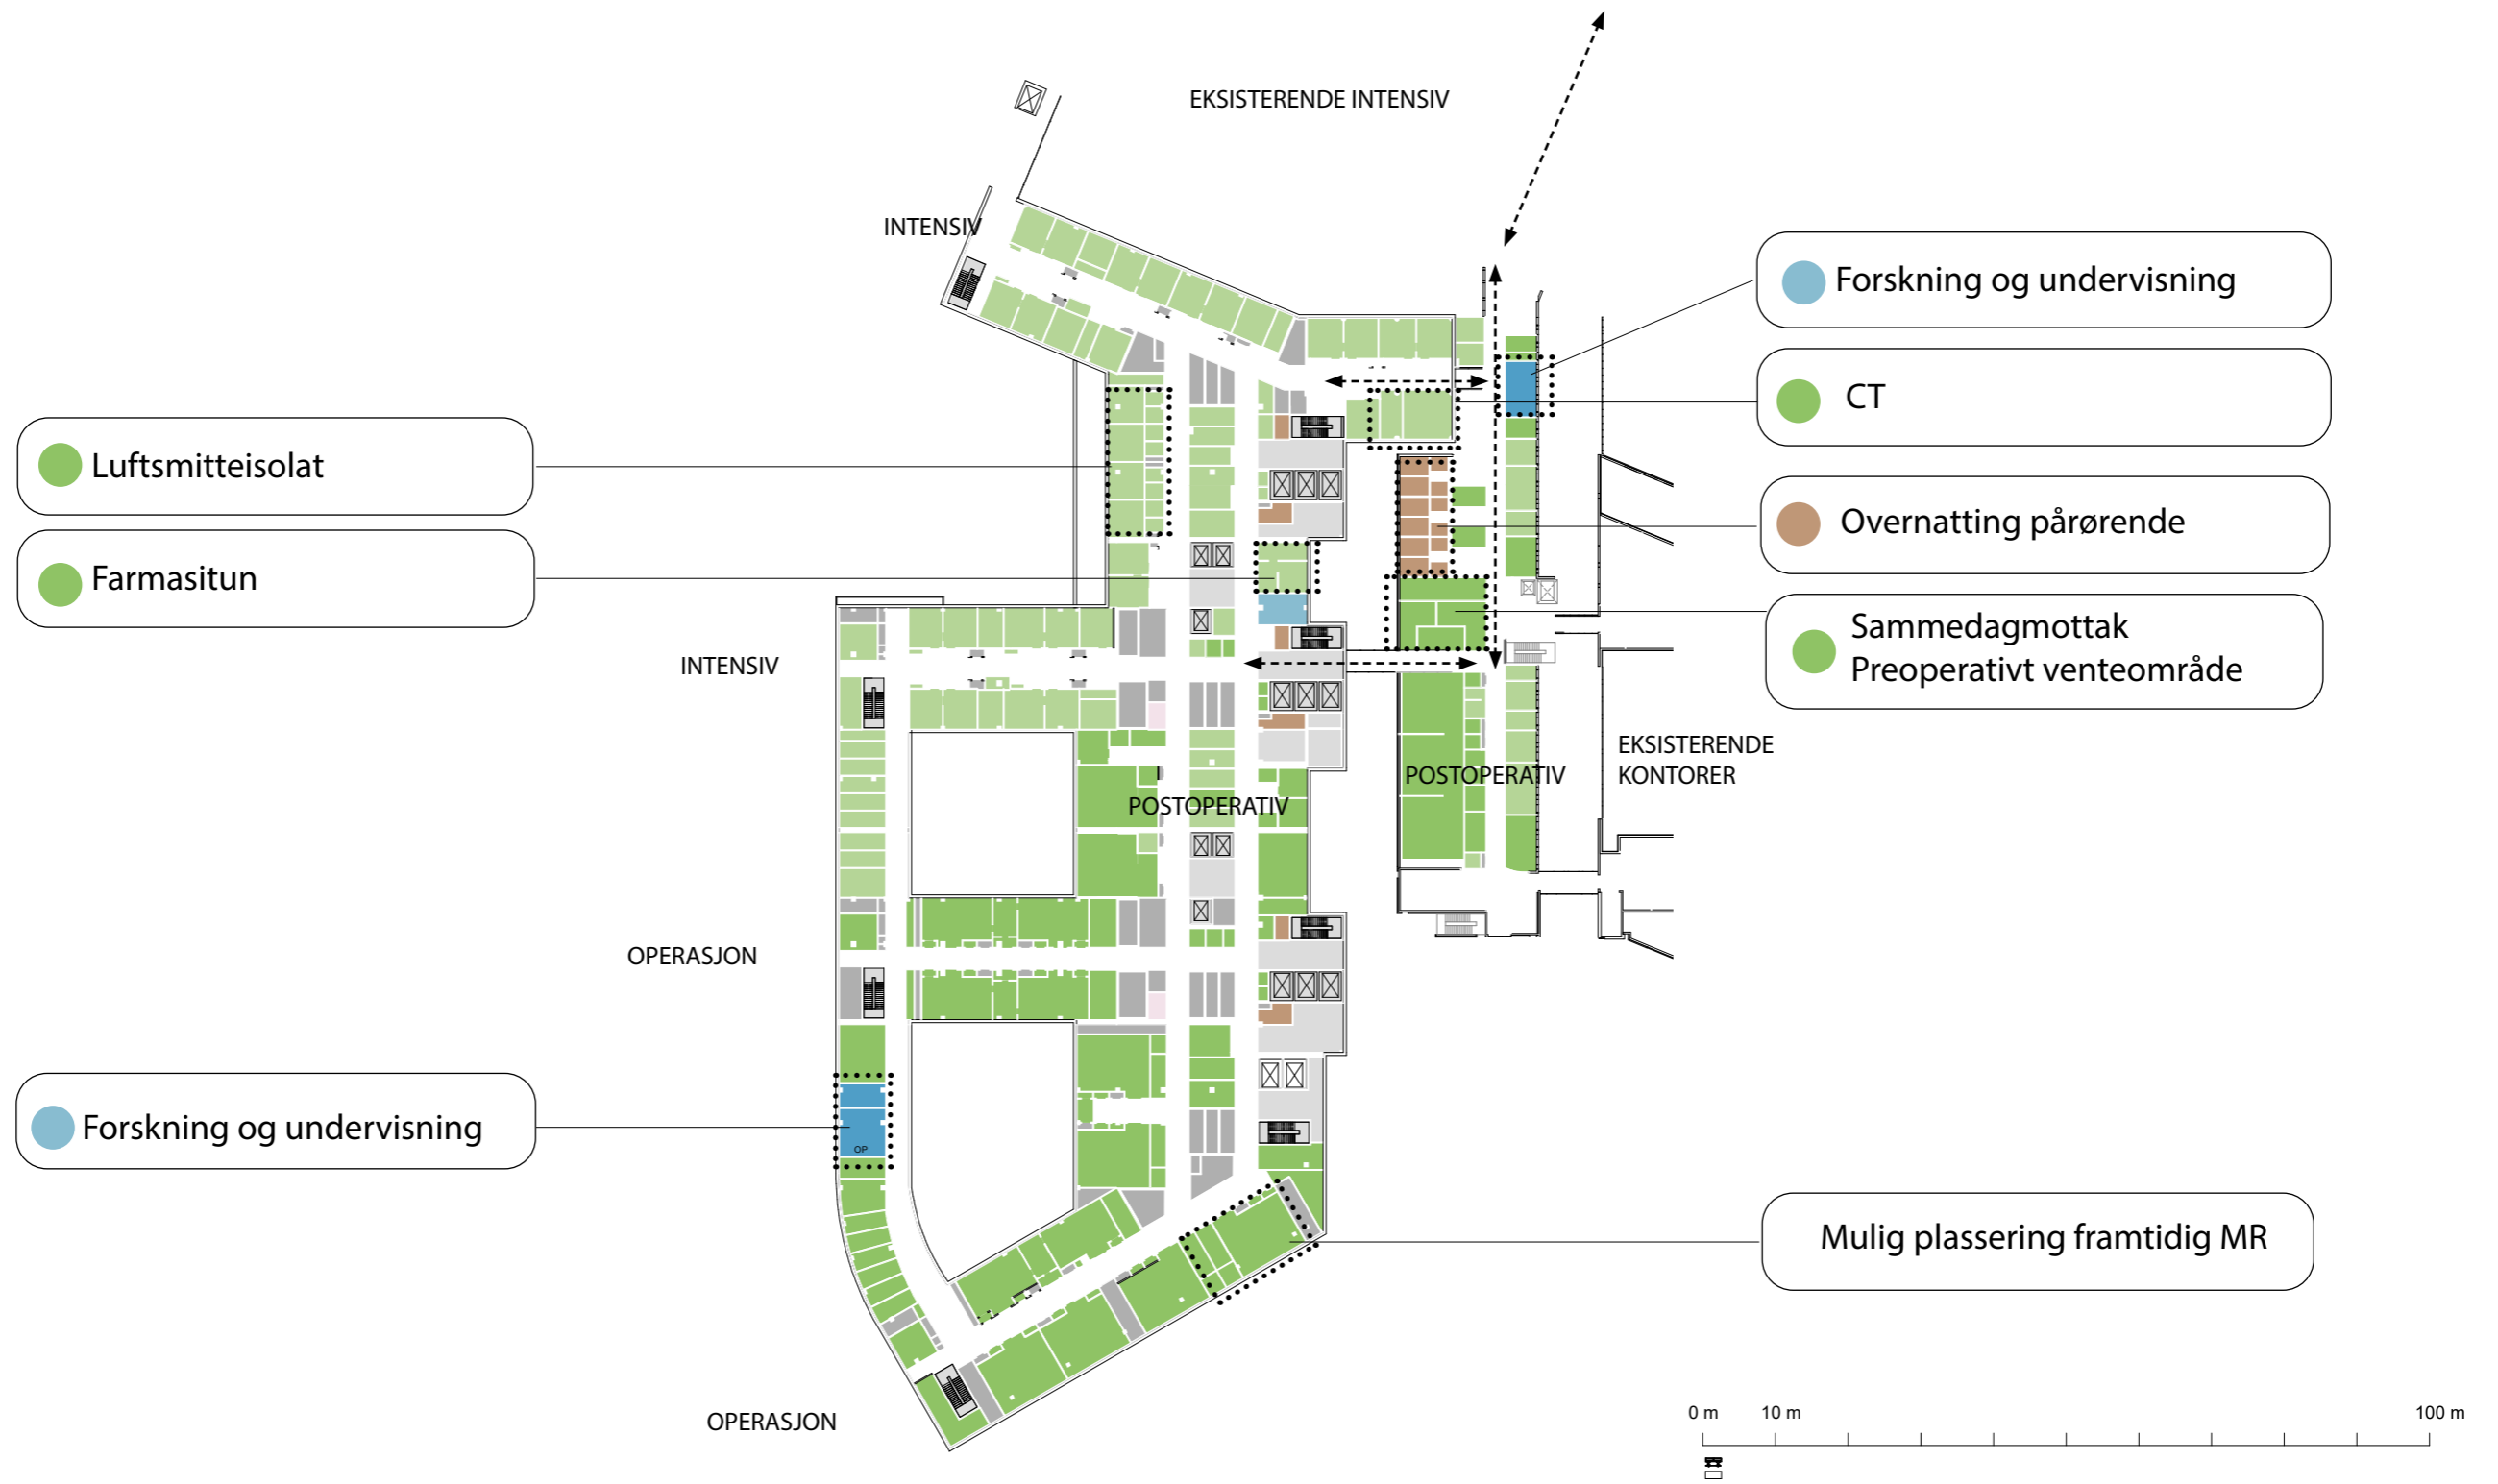 EKSISTERENDE INTENSIV
INTENSIV
Forskning og undervisning
CT
Luftsmitteisolat
Overnatting pårørende
Farmasitun
Sammedagmottak
Preoperativt venteområde
INTENSIV
EKSISTERENDE
KONTORER
POSTOPERATIV
POSTOPERATIV
OPERASJON
Forskning og undervisning
OP
Mulig plassering framtidig MR
OPERASJON
0 m 10 m 100 m